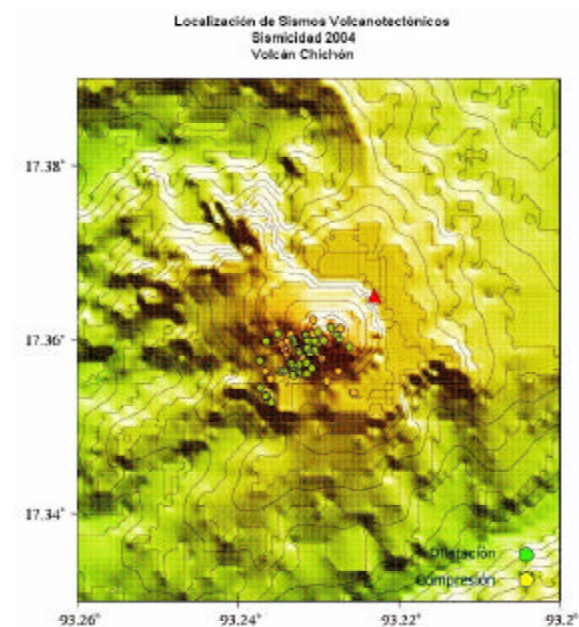 Localización de Sismos Volcanotectónicos
Sismicidad 2004
Volcán Chichón
17.38°
17.36°
17.34°
Dilatación
Compresión
93.26° 93.24° 93.22° 93.2°